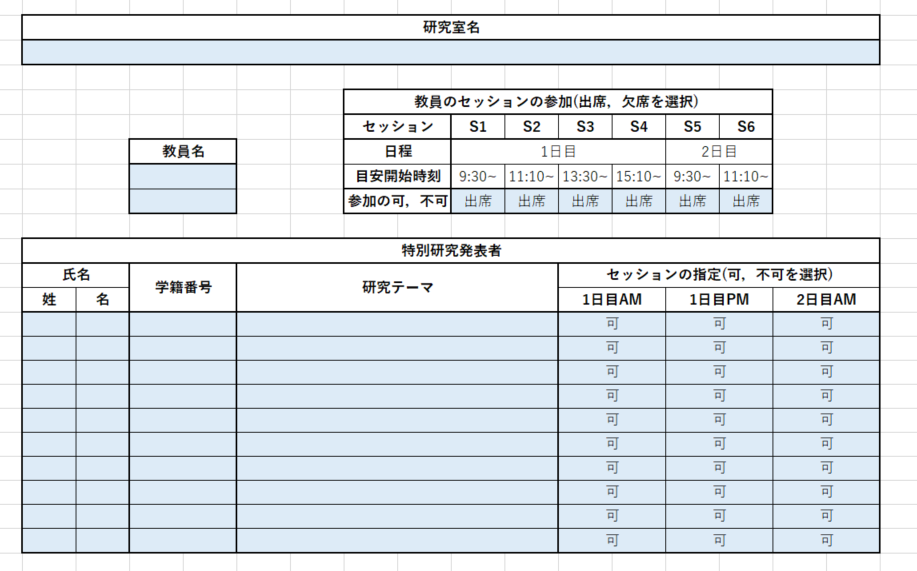 研究室名
教員のセッションの参加(出席，欠席を選択)
セッション S1 S2 S3 S4 S5 S6
教員名
日程 1日目 2日目
目安開始時刻 9:30~ 11:10~ 13:30~ 15:10~ 9:30~ 11:10~
参加の可，不可 出席 出席 出席 出席 出席 出席
特別研究発表者
氏名 学籍番号 研究テーマ セッションの指定(可，不可を選択)
姓 名 1日目AM 1日目PM 2日目AM
可 可 可
可 可 可
可 可 可
可 可 可
可 可 可
可 可 可
可 可 可
可 可 可
可 可 可
可 可 可